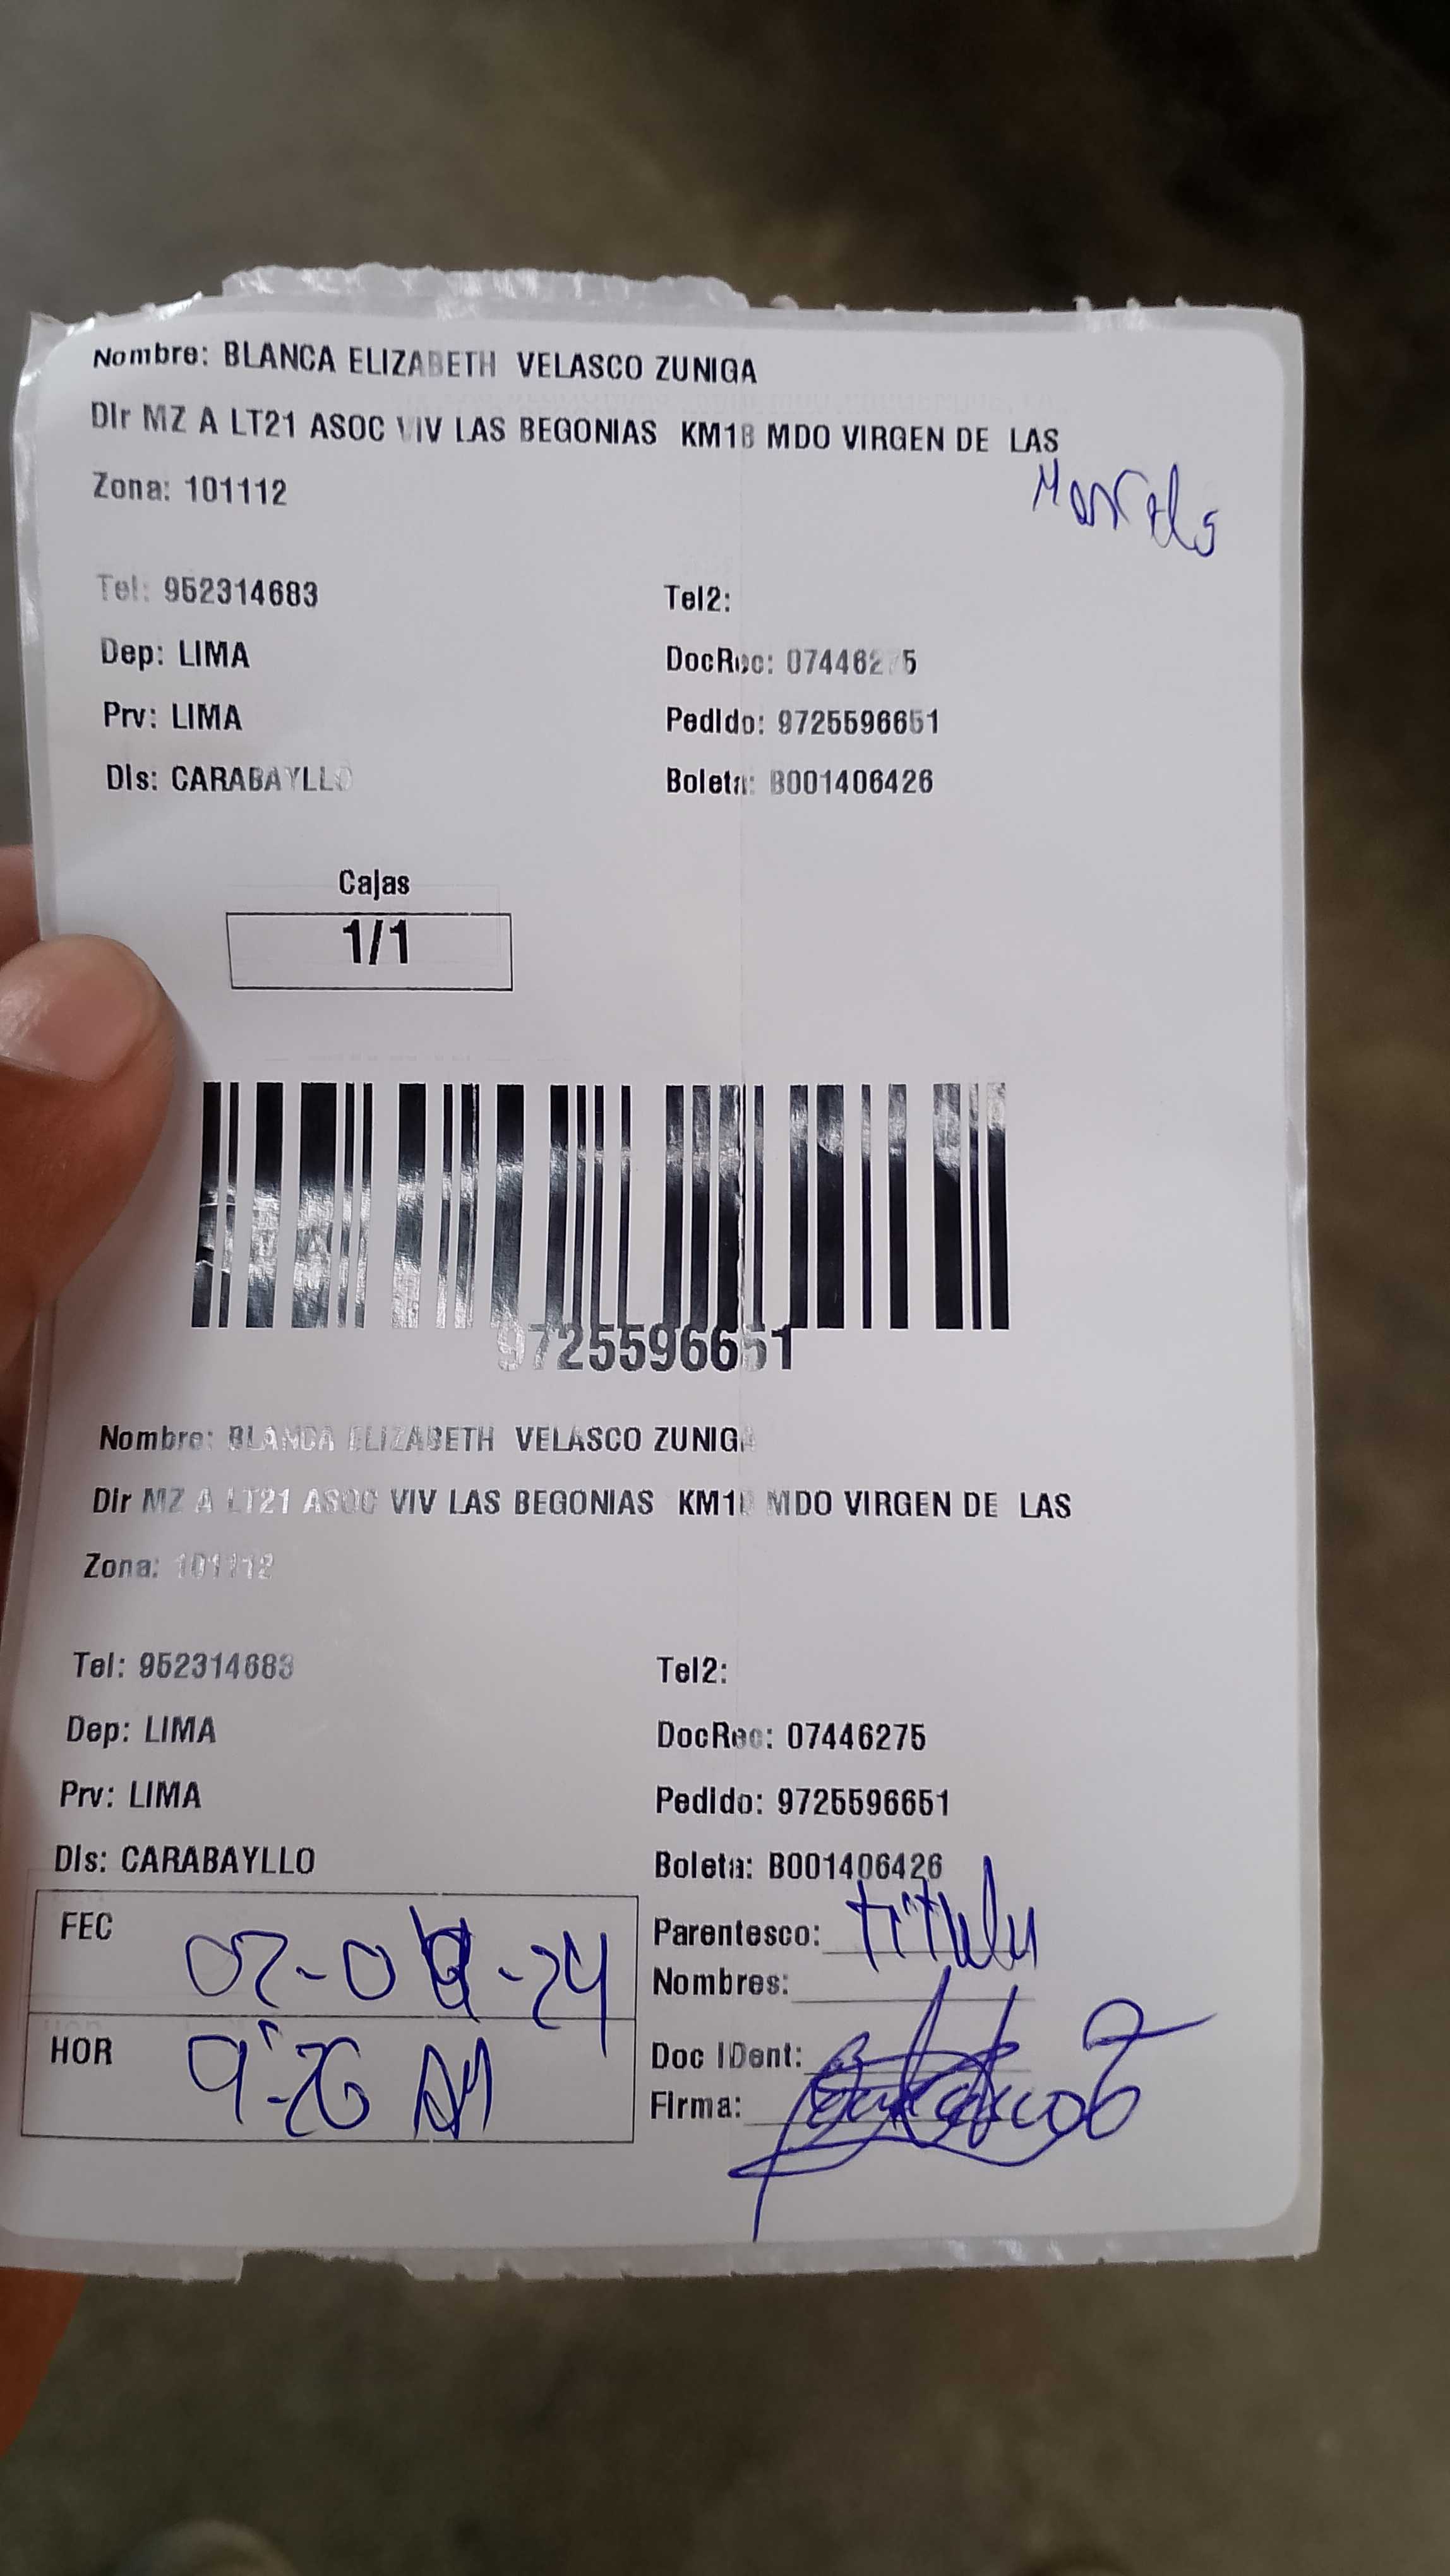 Nombre: BLANCA ELIZABETH VELASCO ZUNIGA
Dir MZ A LT21 ASOC VIV LAS BEGONIAS KM18 MDO VIRGEN DE LAS
Zona: 101112
Tel: 952314683 Tel2:
Dep: LIMA DocRec: 07446275
Prv: LIMA Pedido: 9725596651
Dis: CARABAYLLO Boleta: B001406426
Cajas
1/1
9725596651
Nombre: BLANCA ELIZABETH VELASCO ZUNIGA
Dir MZ A LT21 ASOC VIV LAS BEGONIAS KM18 MDO VIRGEN DE LAS
Zona: 101112
Tel: 952314683 Tel2:
Dep: LIMA DocRec: 07446275
Prv: LIMA Pedido: 9725596651
Dis: CARABAYLLO Boleta: B001406426
FEC Parentesco:
Nombres:
HOR 9:26 AM Doc IDent:
Firma: